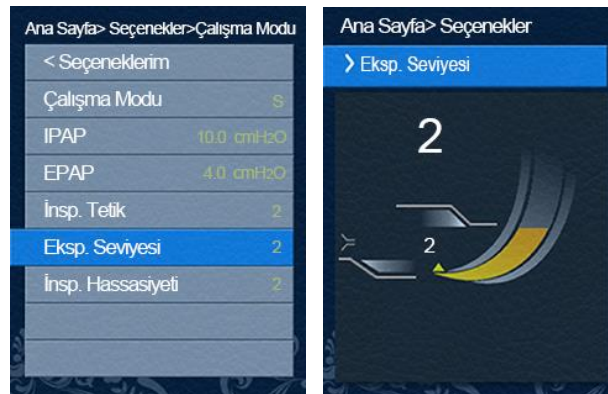 Ana Sayfa> Seçenekler>Çalışma Modu
< Seçeneklerim
Çalışma Modu S
IPAP 10.0 cmH2O
EPAP 4.0 cmH2O
İnsp. Tetik 2
Eksp. Seviyesi 2
İnsp. Hassasiyeti 2
Ana Sayfa> Seçenekler
> Eksp. Seviyesi
2
2